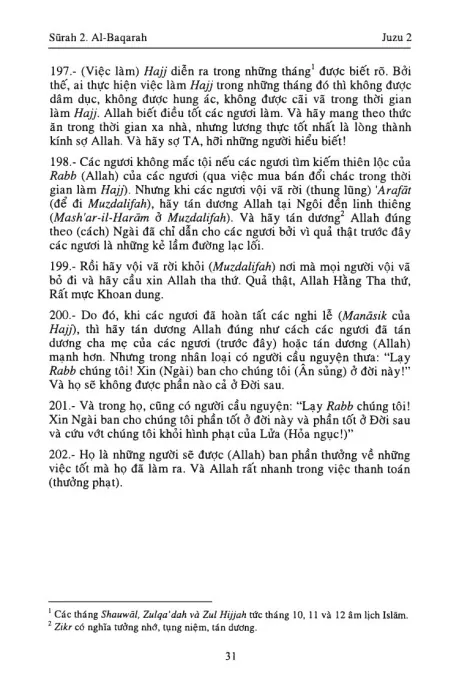 Sūrah 2. Al-Baqarah Juzu 2
197.- (Việc làm) Hajj diễn ra trong những tháng¹ được biết rõ. Bởi
thế, ai thực hiện việc làm Hajj trong những tháng đó thì không được
dâm dục, không được hung ác, không được cãi vã trong thời gian
làm Hajj. Allah biết điều tốt các ngươi làm. Và hãy mang theo thức
ăn trong thời gian xa nhà, nhưng lương thực tốt nhất là lòng thành
kính sợ Allah. Và hãy sợ TA, hỡi những người hiểu biết!
198.- Các ngươi không mắc tội nếu các ngươi tìm kiếm thiên lộc của
Rabb (Allah) của các ngươi (qua việc mua bán đổi chác trong thời
gian làm Hajj). Nhưng khi các ngươi vội vã rời (thung lũng) 'Arafāt
(để đi Muzdalifah), hãy tán dương Allah tại Ngôi đền linh thiêng
(Mash'ar-il-Harām ở Muzdalifah). Và hãy tán dương² Allah đúng
theo (cách) Ngài đã chỉ dẫn cho các ngươi bởi vì quả thật trước đây
các ngươi là những kẻ lầm đường lạc lối.
199.- Rồi hãy vội vã rời khỏi (Muzdalifah) nơi mà mọi người vội vã
bỏ đi và hãy cầu xin Allah tha thứ. Quả thật, Allah Hằng Tha thứ,
Rất mực Khoan dung.
200.- Do đó, khi các ngươi đã hoàn tất các nghi lễ (Manāsik của
Hajj), thì hãy tán dương Allah đúng như cách các ngươi đã tán
dương cha mẹ của các ngươi (trước đây) hoặc tán dương (Allah)
mạnh hơn. Nhưng trong nhân loại có người cầu nguyện thưa: “Lạy
Rabb chúng tôi! Xin (Ngài) ban cho chúng tôi (Ân sủng) ở đời này!”
Và họ sẽ không được phần nào cả ở Đời sau.
201.- Và trong họ, cũng có người cầu nguyện: “Lạy Rabb chúng tôi!
Xin Ngài ban cho chúng tôi phần tốt ở đời này và phần tốt ở Đời sau
và cứu vớt chúng tôi khỏi hình phạt của Lửa (Hỏa ngục!)”
202.- Họ là những người sẽ được (Allah) ban phần thưởng về những
việc tốt mà họ đã làm ra. Và Allah rất nhanh trong việc thanh toán
(thưởng phạt).
¹ Các tháng Shauwāl, Zulqa'dah và Zul Hijjah tức tháng 10, 11 và 12 âm lịch Islām.
² Zikr có nghĩa tưởng nhớ, tụng niệm, tán dương.
31